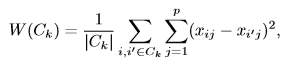 W(C_k) = \frac{1}{|C_k|} \sum_{i,i' \in C_k} \sum_{j=1}^{p} (x_{ij} - x_{i'j})^2,